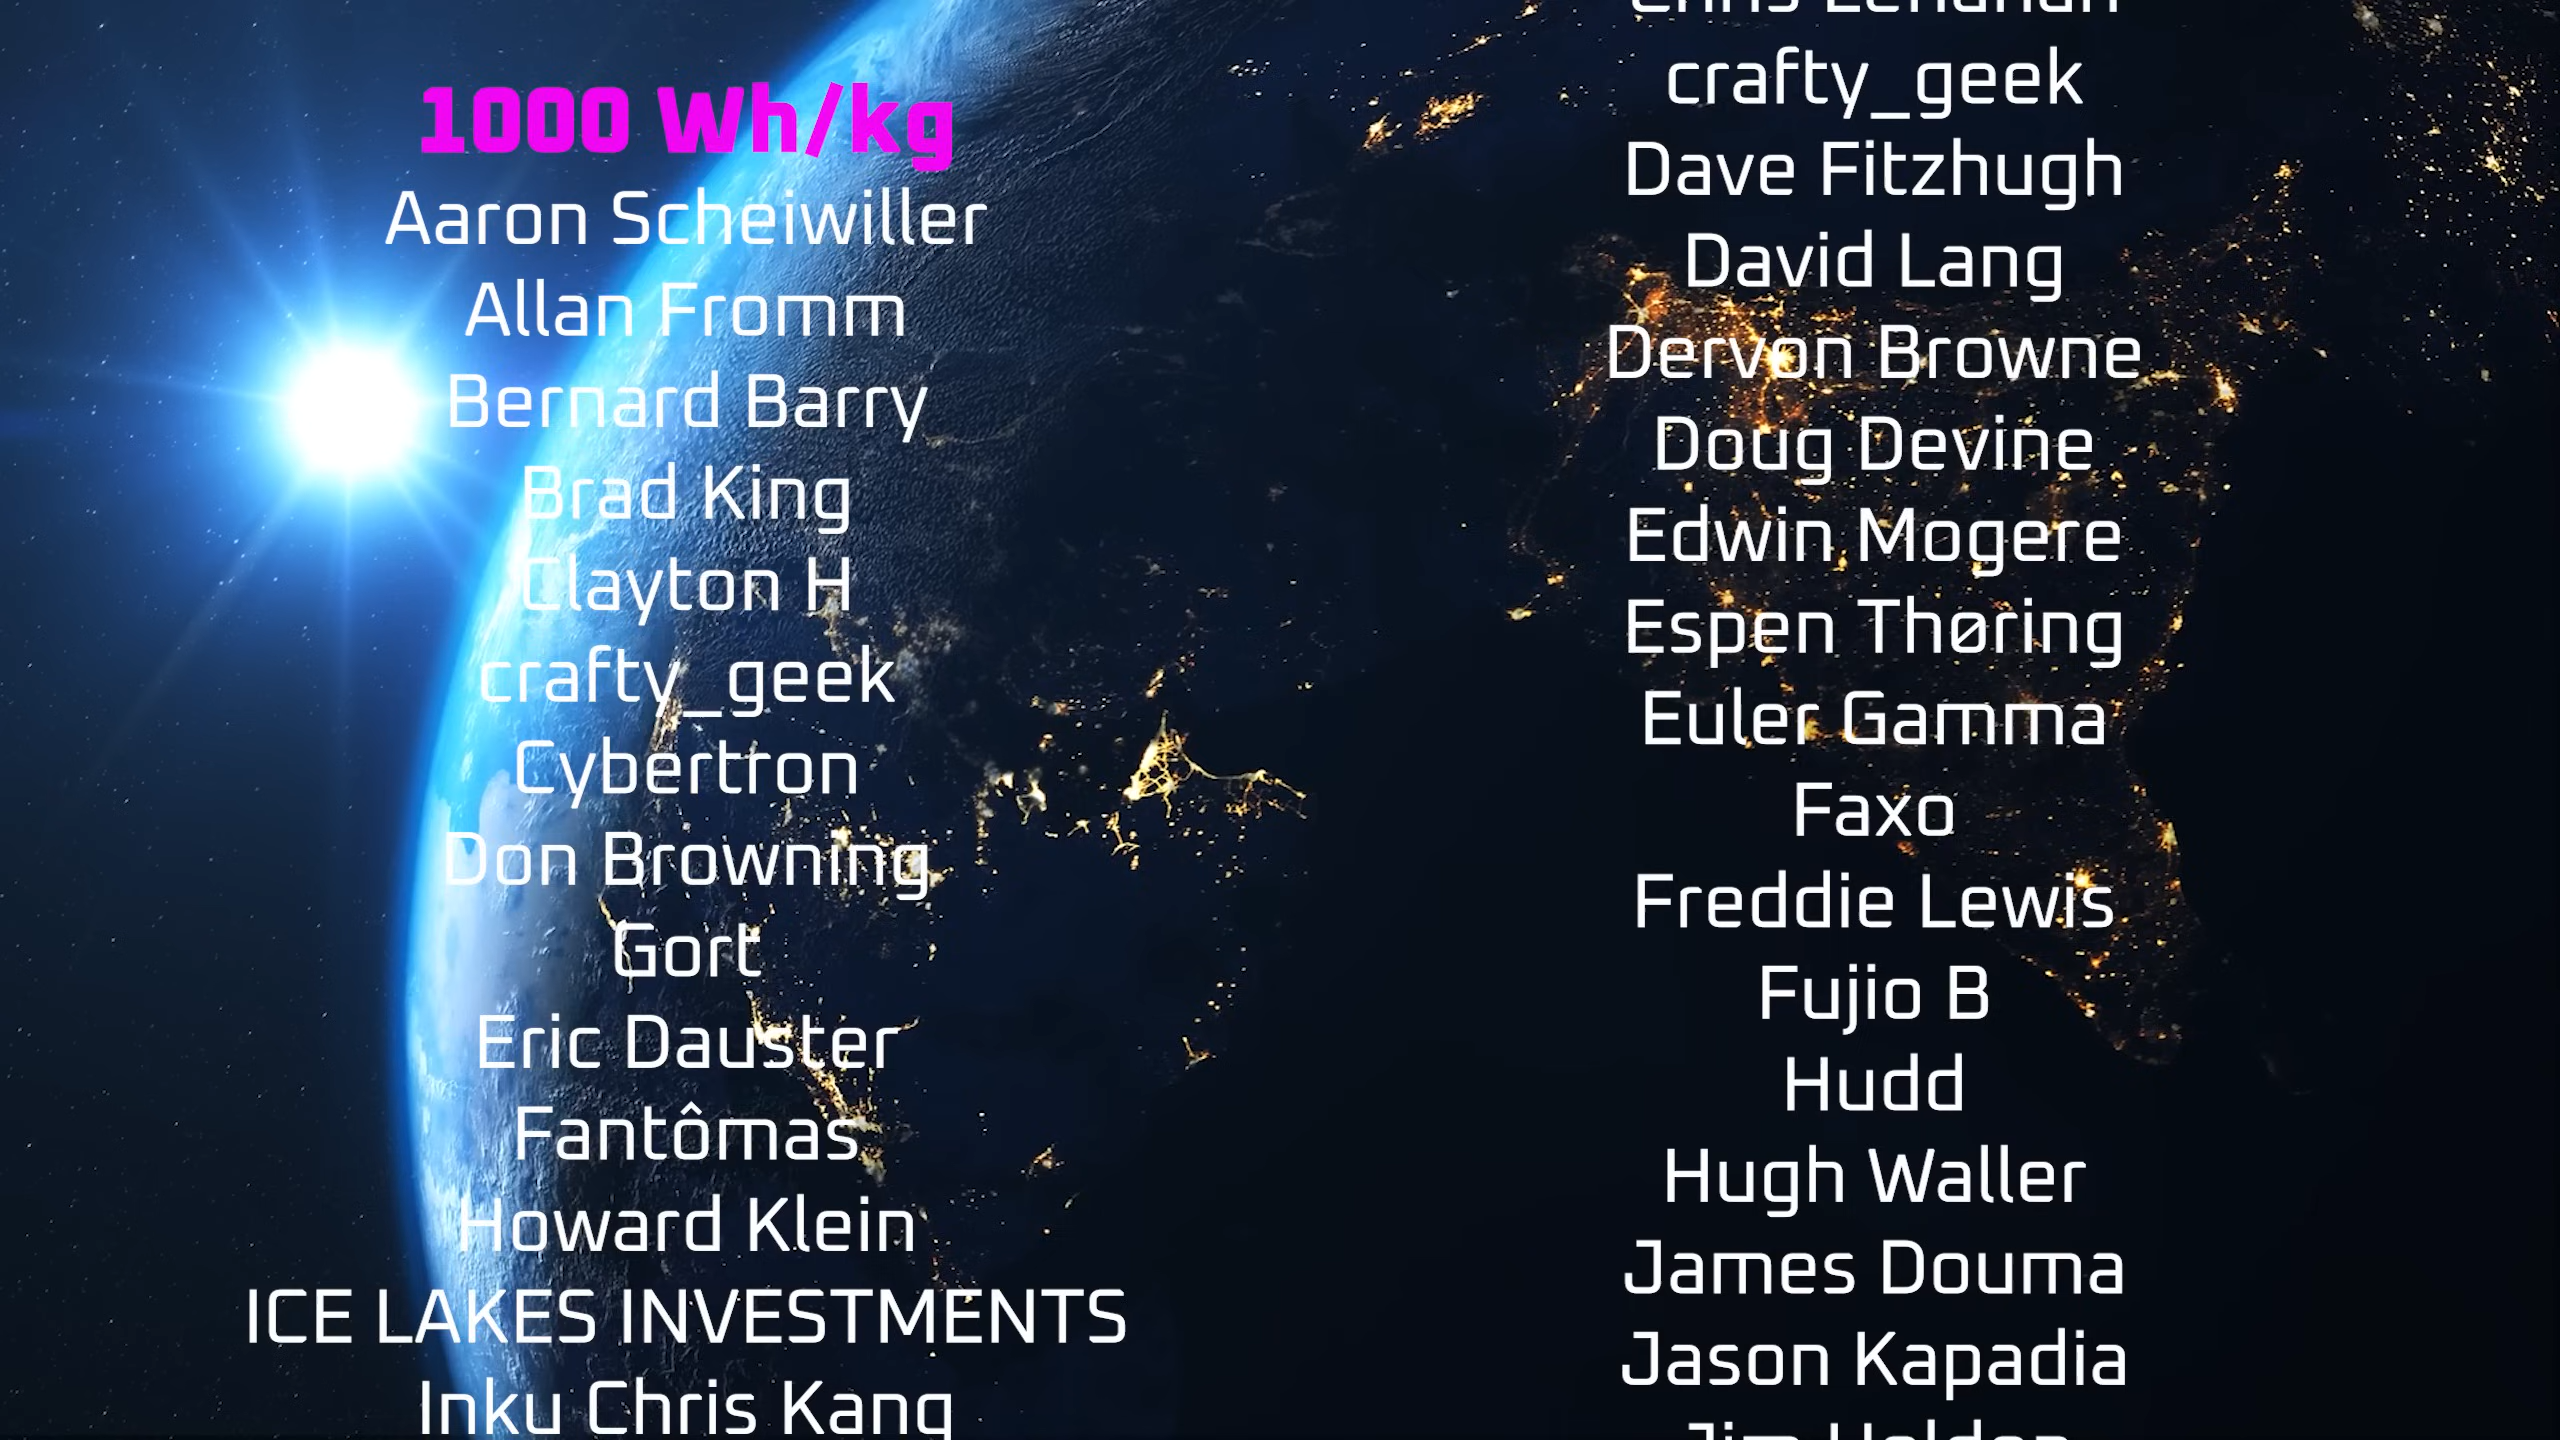 1000 Wh/kg
Aaron Scheiwiller
Allan Fromm
Bernard Barry
Brad King
Clayton H
crafty_geek
Cybertron
Don Browning
Gort
Eric Dauster
Fantômas
Howard Klein
ICE LAKES INVESTMENTS
Inku Chris Kang
crafty_geek
Dave Fitzhugh
David Lang
Dervon Browne
Doug Devine
Edwin Mogere
Espen Thøring
Euler Gamma
Faxo
Freddie Lewis
Fujio B
Hudd
Hugh Waller
James Douma
Jason Kapadia